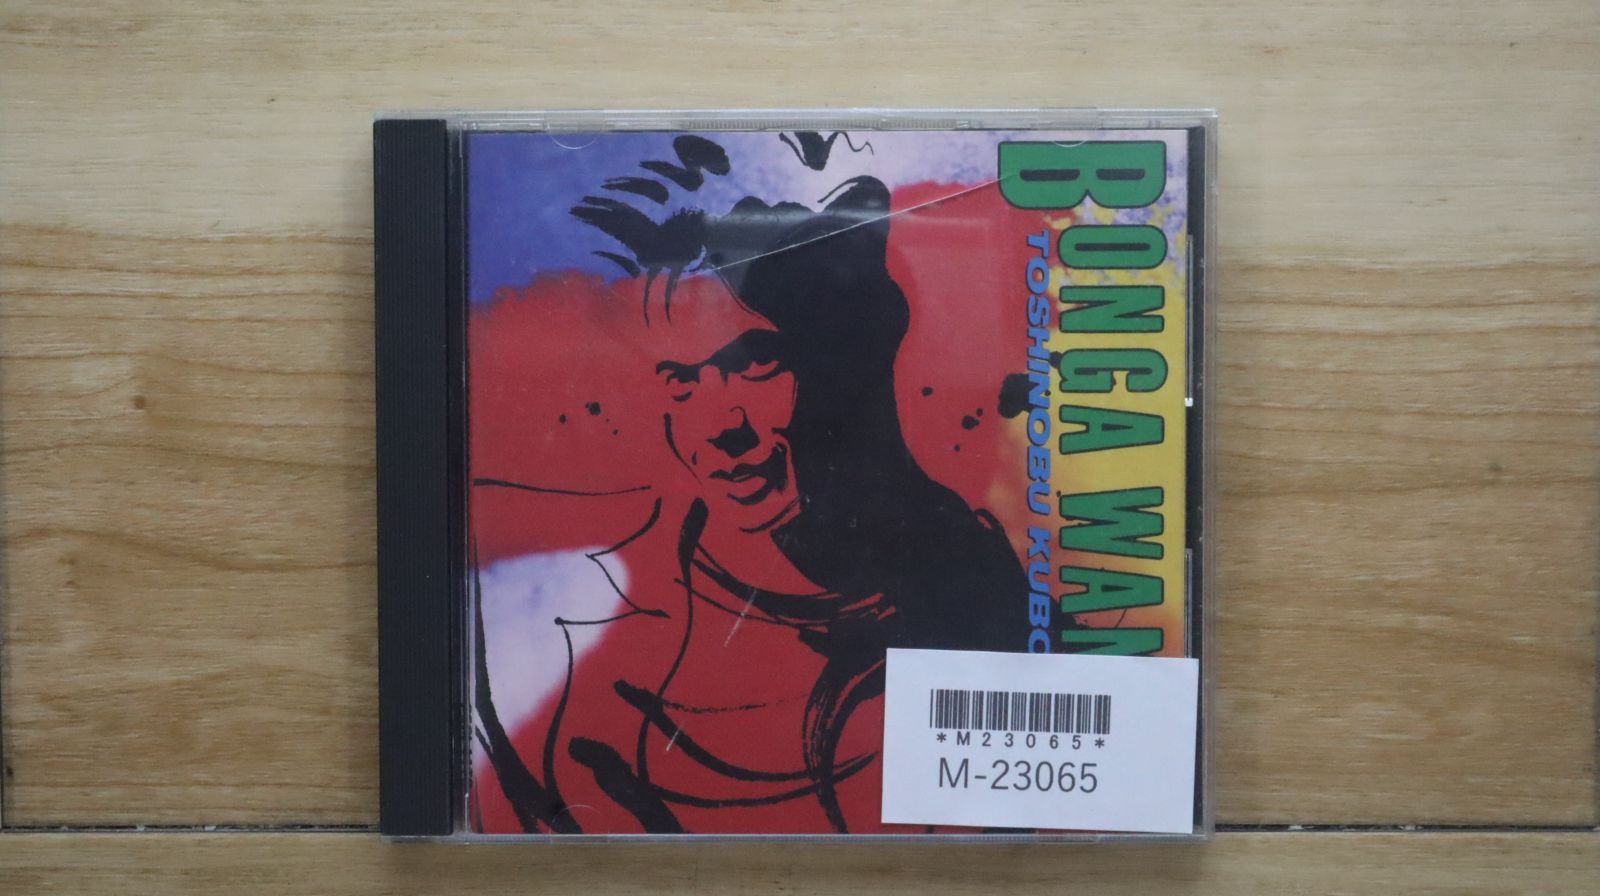 BONGA WAN
TOSHINOBU KUBO
*M23065*
M-23065